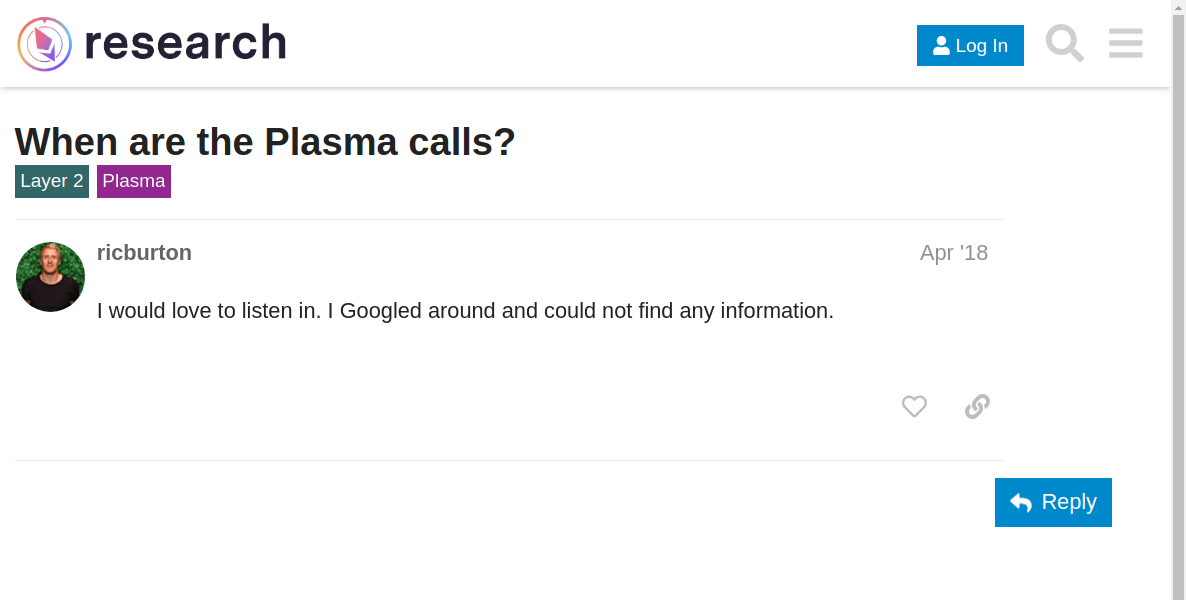 research
Log In
When are the Plasma calls?
Layer 2 Plasma
ricburton Apr '18
I would love to listen in. I Googled around and could not find any information.
Reply